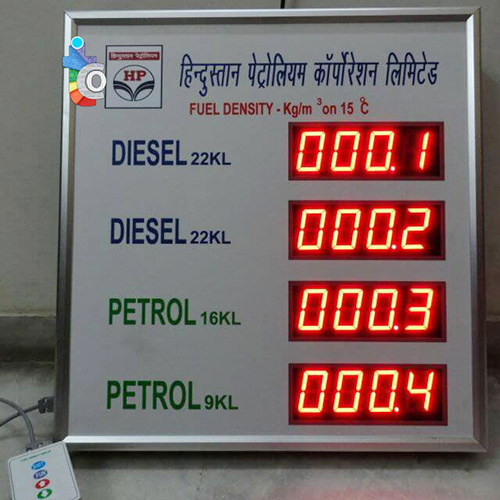 हिन्दुस्तान पेट्रोलियम
HP
हिन्दुस्तान पेट्रोलियम कॉर्पोरेशन लिमिटेड
FUEL DENSITY - Kg/m ³ on 15 °C
DIESEL 22KL 000.1
DIESEL 22KL 000.2
PETROL 16KL 000.3
PETROL 9KL 000.4